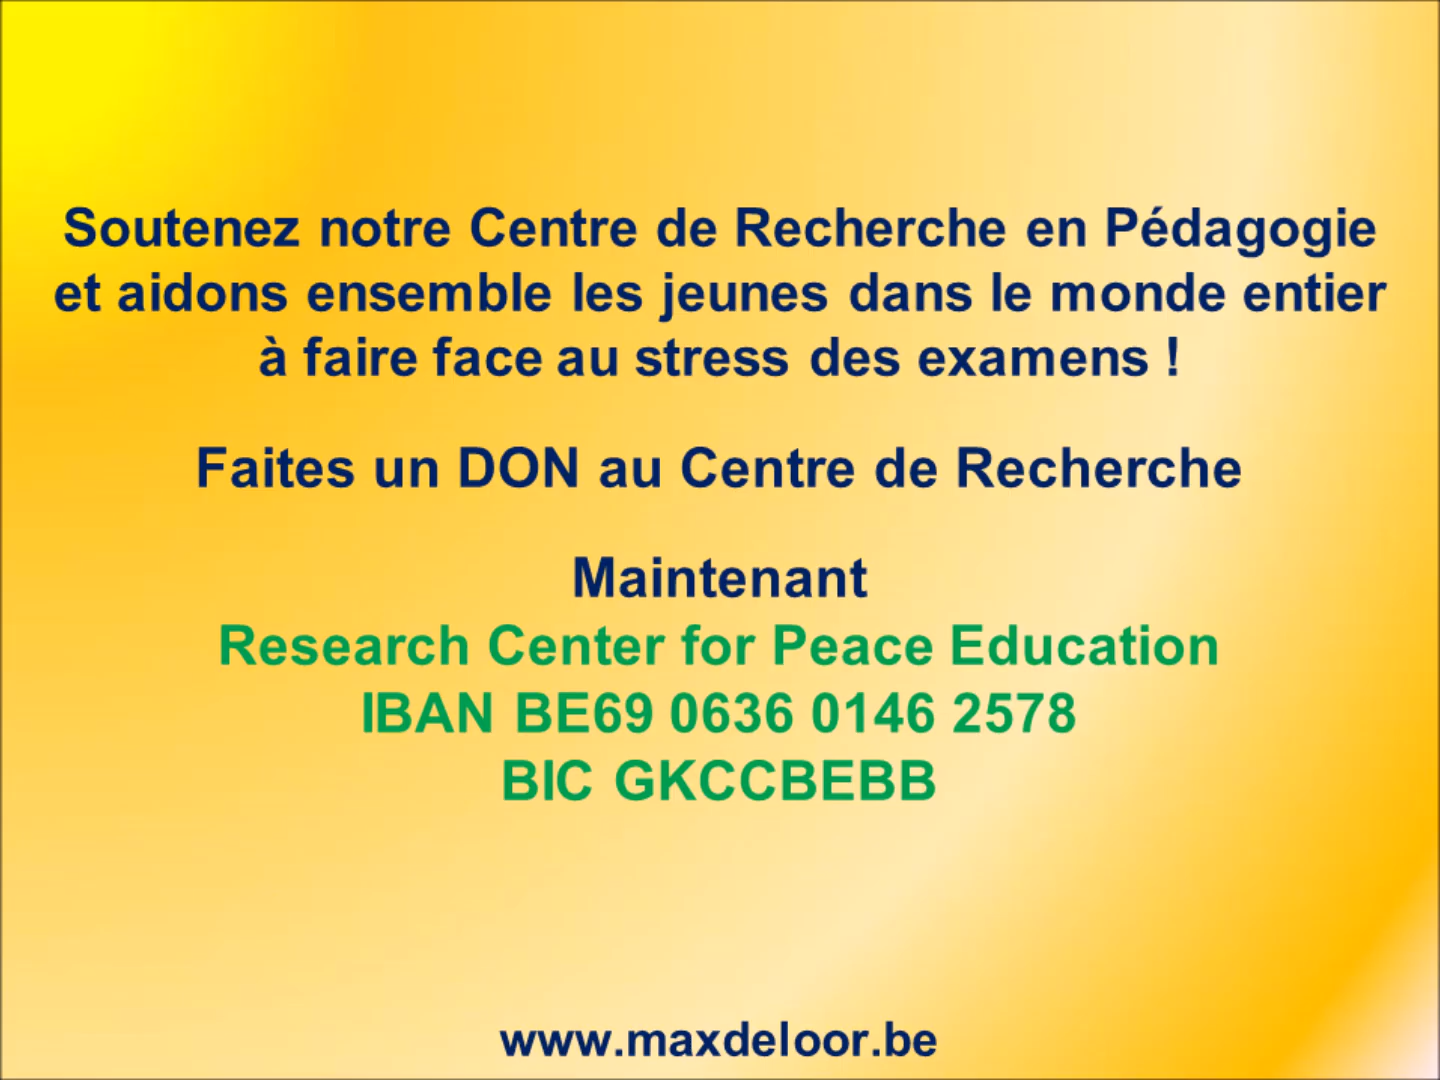 Soutenez notre Centre de Recherche en Pédagogie
et aidons ensemble les jeunes dans le monde entier
à faire face au stress des examens !
Faites un DON au Centre de Recherche
Maintenant
Research Center for Peace Education
IBAN BE69 0636 0146 2578
BIC GKCCBEBB
www.maxdeloor.be